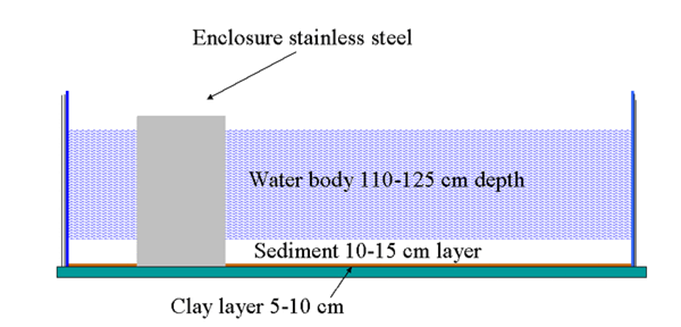 Enclosure stainless steel
Water body 110-125 cm depth
Sediment 10-15 cm layer
Clay layer 5-10 cm